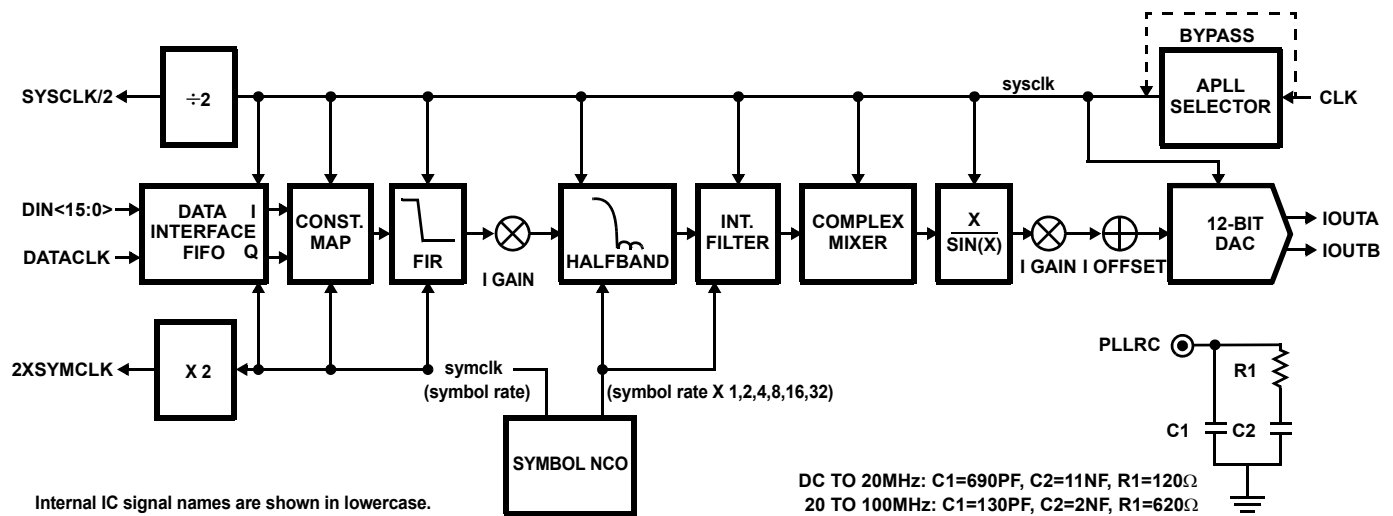 BYPASS
SYSCLK/2
÷2
sysclk
APLL
SELECTOR
CLK
DIN<15:0>
DATACLK
DATA
INTERFACE
FIFO
I
Q
CONST.
MAP
FIR
I GAIN
HALFBAND
INT.
FILTER
COMPLEX
MIXER
X
SIN(X)
I GAIN
I OFFSET
12-BIT
DAC
IOUTA
IOUTB
2XSYMCLK
X 2
symclk
(symbol rate)
(symbol rate X 1,2,4,8,16,32)
SYMBOL NCO
PLLRC
R1
C1
C2
DC TO 20MHz: C1=690PF, C2=11NF, R1=120Ω
20 TO 100MHz: C1=130PF, C2=2NF, R1=620Ω
Internal IC signal names are shown in lowercase.